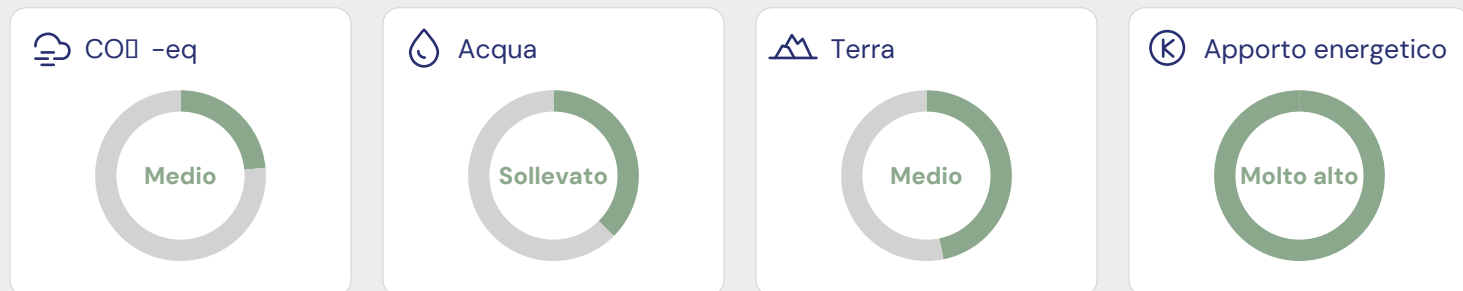 CO▯ -eq
Acqua
Terra
Apporto energetico
Medio
Sollevato
Medio
Molto alto